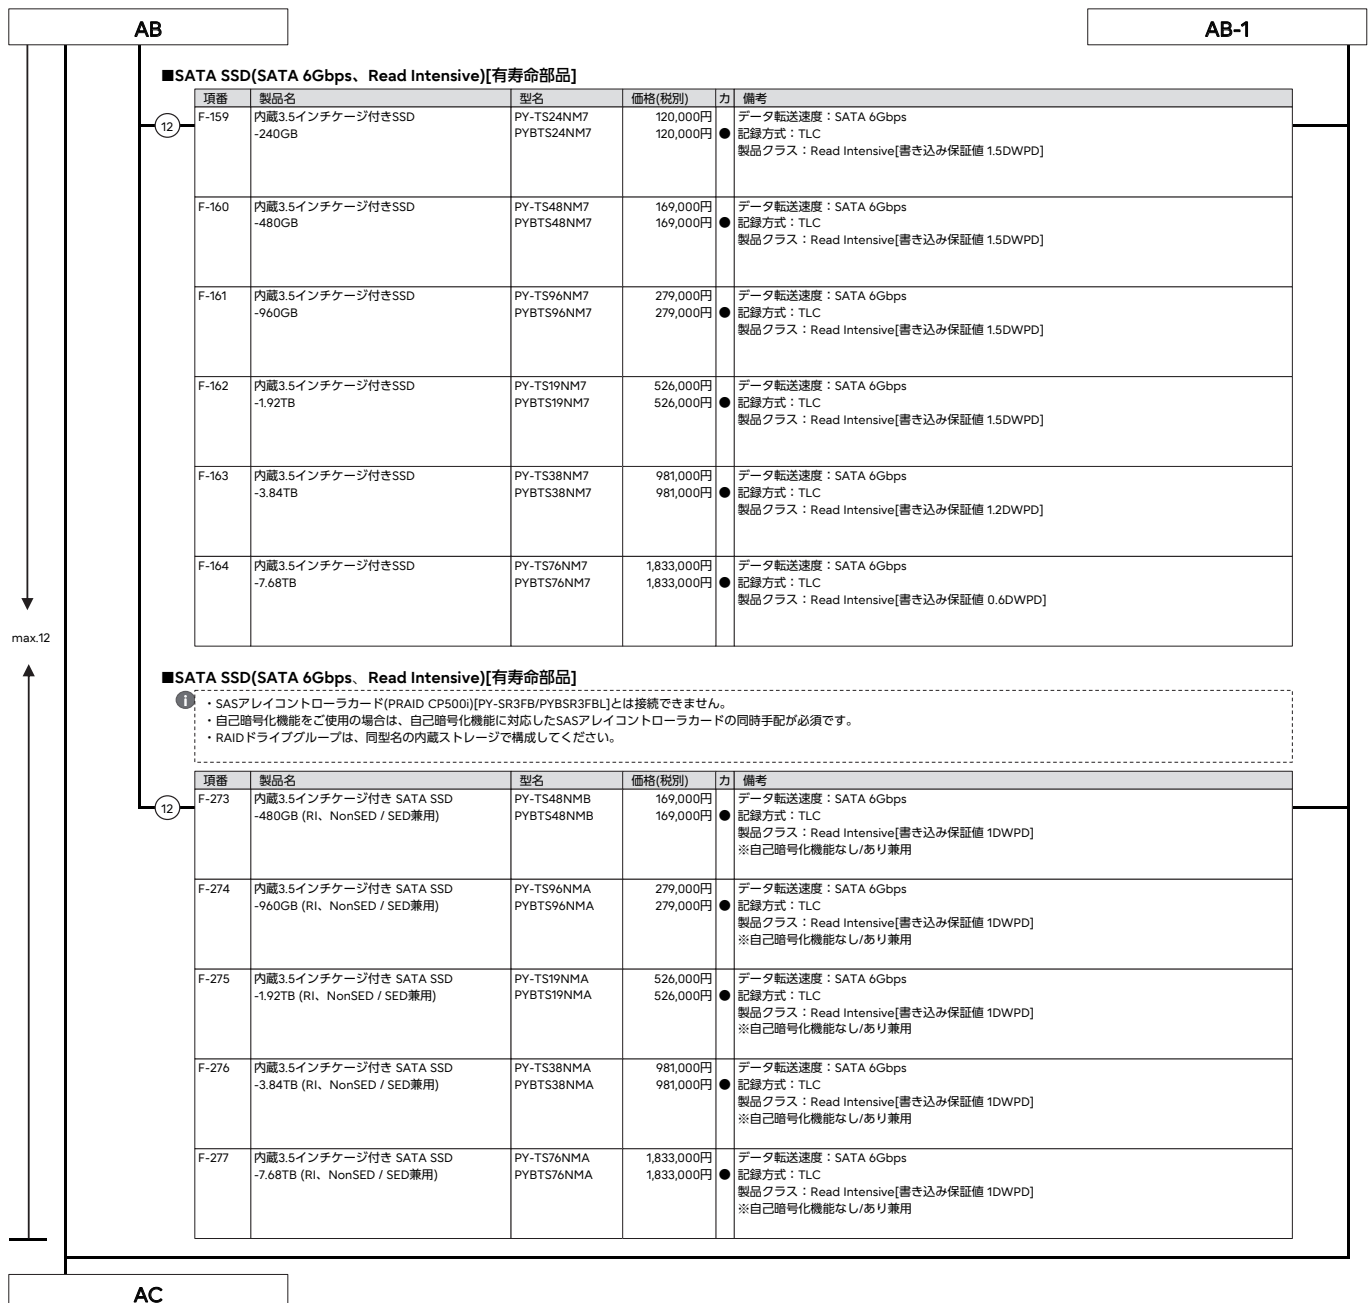 AB
AB-1
■SATA SSD(SATA 6Gbps、Read Intensive)[有寿命部品]
項番 製品名 型名 価格(税別) カ 備考
12
F-159 内蔵3.5インチケージ付きSSD PY-TS24NM7 120,000円 データ転送速度：SATA 6Gbps
-240GB PYBTS24NM7 120,000円 ● 記録方式：TLC
製品クラス：Read Intensive[書き込み保証値 1.5DWPD]
F-160 内蔵3.5インチケージ付きSSD PY-TS48NM7 169,000円 データ転送速度：SATA 6Gbps
-480GB PYBTS48NM7 169,000円 ● 記録方式：TLC
製品クラス：Read Intensive[書き込み保証値 1.5DWPD]
F-161 内蔵3.5インチケージ付きSSD PY-TS96NM7 279,000円 データ転送速度：SATA 6Gbps
-960GB PYBTS96NM7 279,000円 ● 記録方式：TLC
製品クラス：Read Intensive[書き込み保証値 1.5DWPD]
F-162 内蔵3.5インチケージ付きSSD PY-TS19NM7 526,000円 データ転送速度：SATA 6Gbps
-1.92TB PYBTS19NM7 526,000円 ● 記録方式：TLC
製品クラス：Read Intensive[書き込み保証値 1.5DWPD]
F-163 内蔵3.5インチケージ付きSSD PY-TS38NM7 981,000円 データ転送速度：SATA 6Gbps
-3.84TB PYBTS38NM7 981,000円 ● 記録方式：TLC
製品クラス：Read Intensive[書き込み保証値 1.2DWPD]
F-164 内蔵3.5インチケージ付きSSD PY-TS76NM7 1,833,000円 データ転送速度：SATA 6Gbps
-7.68TB PYBTS76NM7 1,833,000円 ● 記録方式：TLC
製品クラス：Read Intensive[書き込み保証値 0.6DWPD]
max.12
■SATA SSD(SATA 6Gbps、Read Intensive)[有寿命部品]
i ・SASアレイコントローラカード(PRAID CP500i)[PY-SR3FB/PYBSR3FBL]とは接続できません。
・自己暗号化機能をご使用の場合は、自己暗号化機能に対応したSASアレイコントローラカードの同時手配が必須です。
・RAIDドライブグループは、同型名の内蔵ストレージで構成してください。
項番 製品名 型名 価格(税別) カ 備考
12
F-273 内蔵3.5インチケージ付き SATA SSD PY-TS48NMB 169,000円 データ転送速度：SATA 6Gbps
-480GB (RI、NonSED / SED兼用) PYBTS48NMB 169,000円 ● 記録方式：TLC
製品クラス：Read Intensive[書き込み保証値 1DWPD]
※自己暗号化機能なし/あり兼用
F-274 内蔵3.5インチケージ付き SATA SSD PY-TS96NMA 279,000円 データ転送速度：SATA 6Gbps
-960GB (RI、NonSED / SED兼用) PYBTS96NMA 279,000円 ● 記録方式：TLC
製品クラス：Read Intensive[書き込み保証値 1DWPD]
※自己暗号化機能なし/あり兼用
F-275 内蔵3.5インチケージ付き SATA SSD PY-TS19NMA 526,000円 データ転送速度：SATA 6Gbps
-1.92TB (RI、NonSED / SED兼用) PYBTS19NMA 526,000円 ● 記録方式：TLC
製品クラス：Read Intensive[書き込み保証値 1DWPD]
※自己暗号化機能なし/あり兼用
F-276 内蔵3.5インチケージ付き SATA SSD PY-TS38NMA 981,000円 データ転送速度：SATA 6Gbps
-3.84TB (RI、NonSED / SED兼用) PYBTS38NMA 981,000円 ● 記録方式：TLC
製品クラス：Read Intensive[書き込み保証値 1DWPD]
※自己暗号化機能なし/あり兼用
F-277 内蔵3.5インチケージ付き SATA SSD PY-TS76NMA 1,833,000円 データ転送速度：SATA 6Gbps
-7.68TB (RI、NonSED / SED兼用) PYBTS76NMA 1,833,000円 ● 記録方式：TLC
製品クラス：Read Intensive[書き込み保証値 1DWPD]
※自己暗号化機能なし/あり兼用
AC